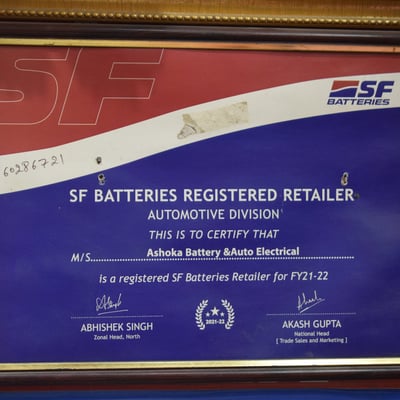 SF
SF
BATTERIES
60286721
SF BATTERIES REGISTERED RETAILER
AUTOMOTIVE DIVISION
THIS IS TO CERTIFY THAT
M/S.....Ashoka Battery &Auto Electrical.....
is a registered SF Batteries Retailer for FY21-22
ABHISHEK SINGH
Zonal Head, North
2021-22
AKASH GUPTA
National Head
[ Trade Sales and Marketing ]